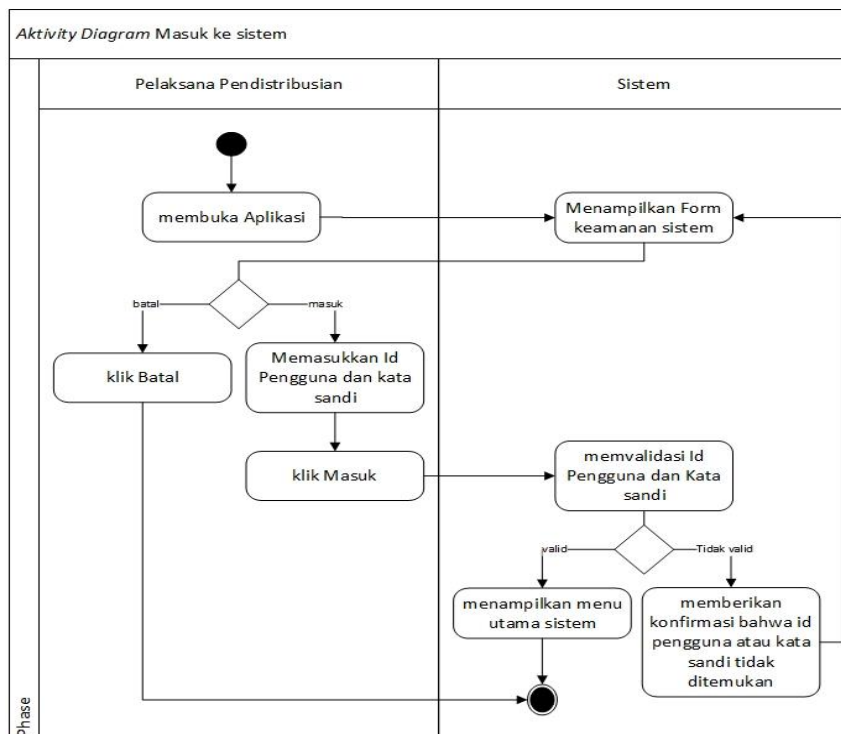 Aktivity Diagram Masuk ke sistem
Pelaksana Pendistribusian
Sistem
membuka Aplikasi
Menampilkan Form
keamanan sistem
batal
masuk
klik Batal
Memasukkan Id
Pengguna dan kata
sandi
klik Masuk
memvalidasi Id
Pengguna dan Kata
sandi
valid
Tidak valid
menampilkan menu
utama sistem
memberikan
konfirmasi bahwa id
pengguna atau kata
sandi tidak
ditemukan
Phase